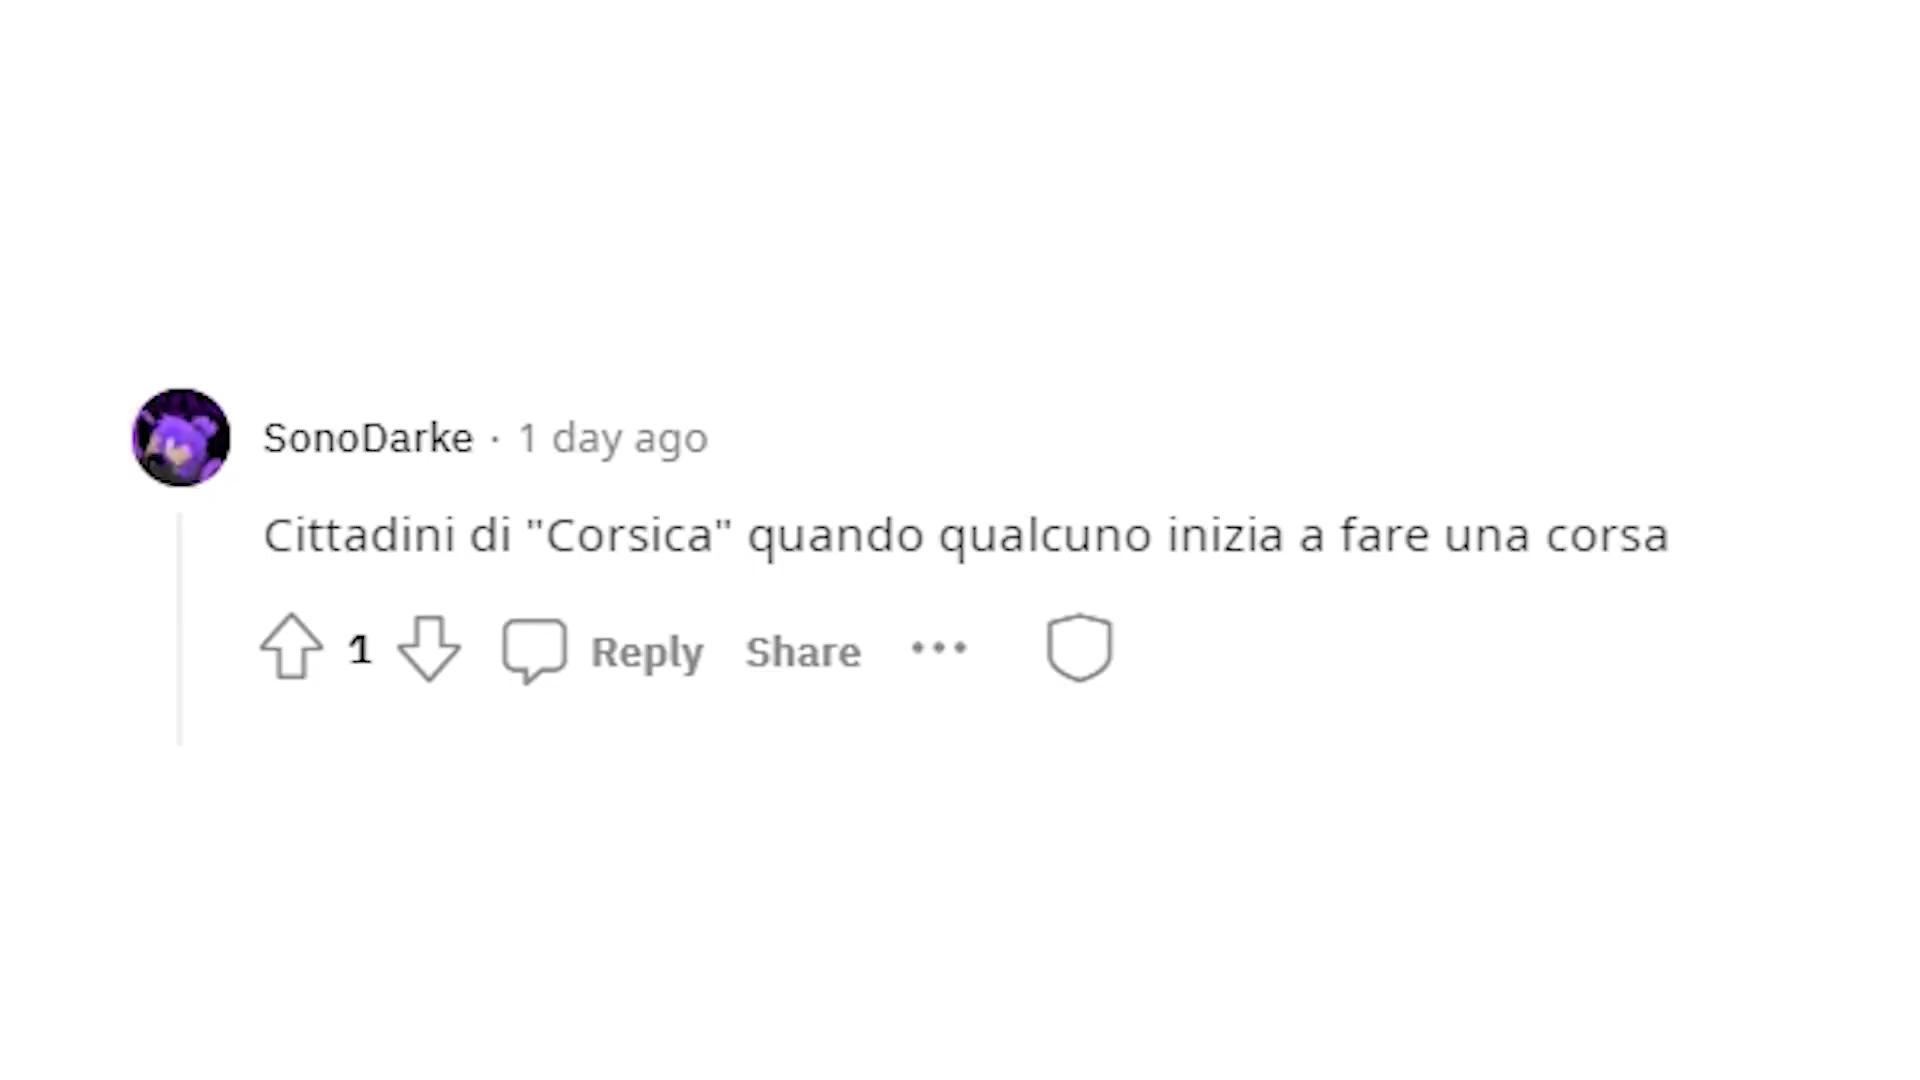 SonoDarke · 1 day ago
Cittadini di "Corsica" quando qualcuno inizia a fare una corsa
1 Reply Share